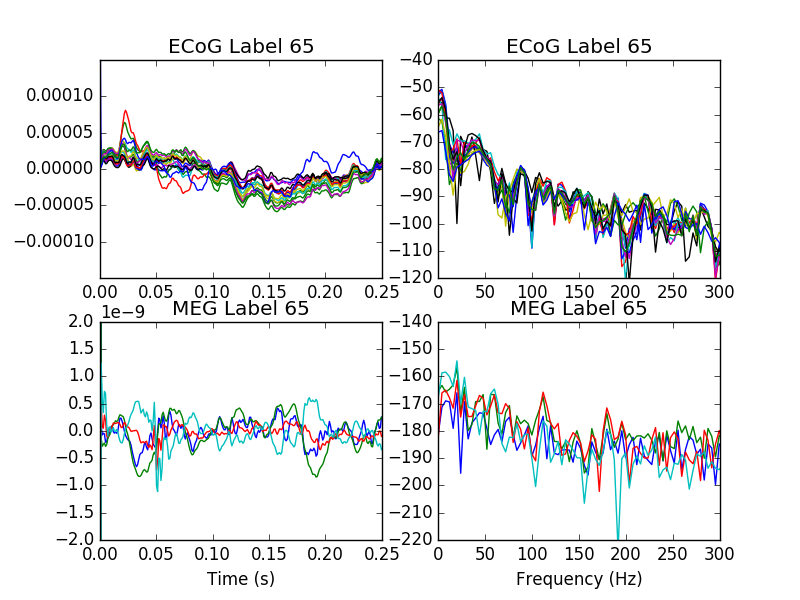 ECoG Label 65
0.00010
0.00005
0.00000
−0.00005
−0.00010
0.00 0.05 0.10 0.15 0.20 0.25
ECoG Label 65
−40
−50
−60
−70
−80
−90
−100
−110
−120
0 50 100 150 200 250 300
MEG Label 65
1e−9
2.0
1.5
1.0
0.5
0.0
−0.5
−1.0
−1.5
−2.0
0.00 0.05 0.10 0.15 0.20 0.25
Time (s)
MEG Label 65
−140
−150
−160
−170
−180
−190
−200
−210
−220
0 50 100 150 200 250 300
Frequency (Hz)